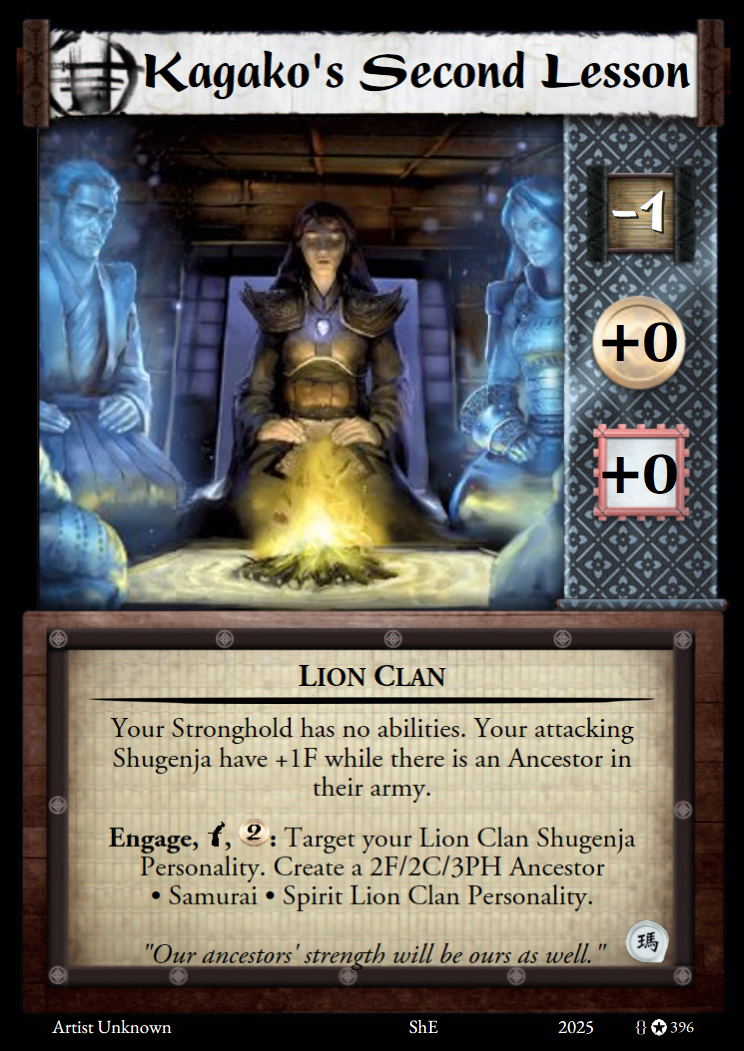 Kagako's Second Lesson
-1
+0
+0
Lion Clan
Your Stronghold has no abilities. Your attacking
Shugenja have +1F while there is an Ancestor in
their army.
Engage, 2: Target your Lion Clan Shugenja
Personality. Create a 2F/2C/3PH Ancestor
• Samurai • Spirit Lion Clan Personality.
"Our ancestors' strength will be ours as well."
瑪
Artist Unknown ShE 2025 {} 396